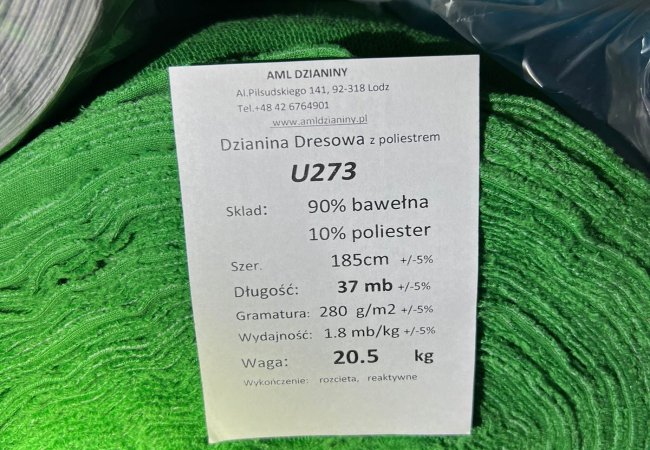 AML DZIANINY
Al.Piłsudskiego 141, 92-318 Lodz
Tel.+48 42 6764901
www.amldzianiny.pl
Dzianina Dresowa z poliestrem
U273
Sklad: 90% bawełna
10% poliester
Szer. 185cm +/-5%
Długość: 37 mb +/-5%
Gramatura: 280 g/m2 +/-5%
Wydajność: 1.8 mb/kg +/-5%
Waga: 20.5 kg
Wykończenie: rozcieta, reaktywne